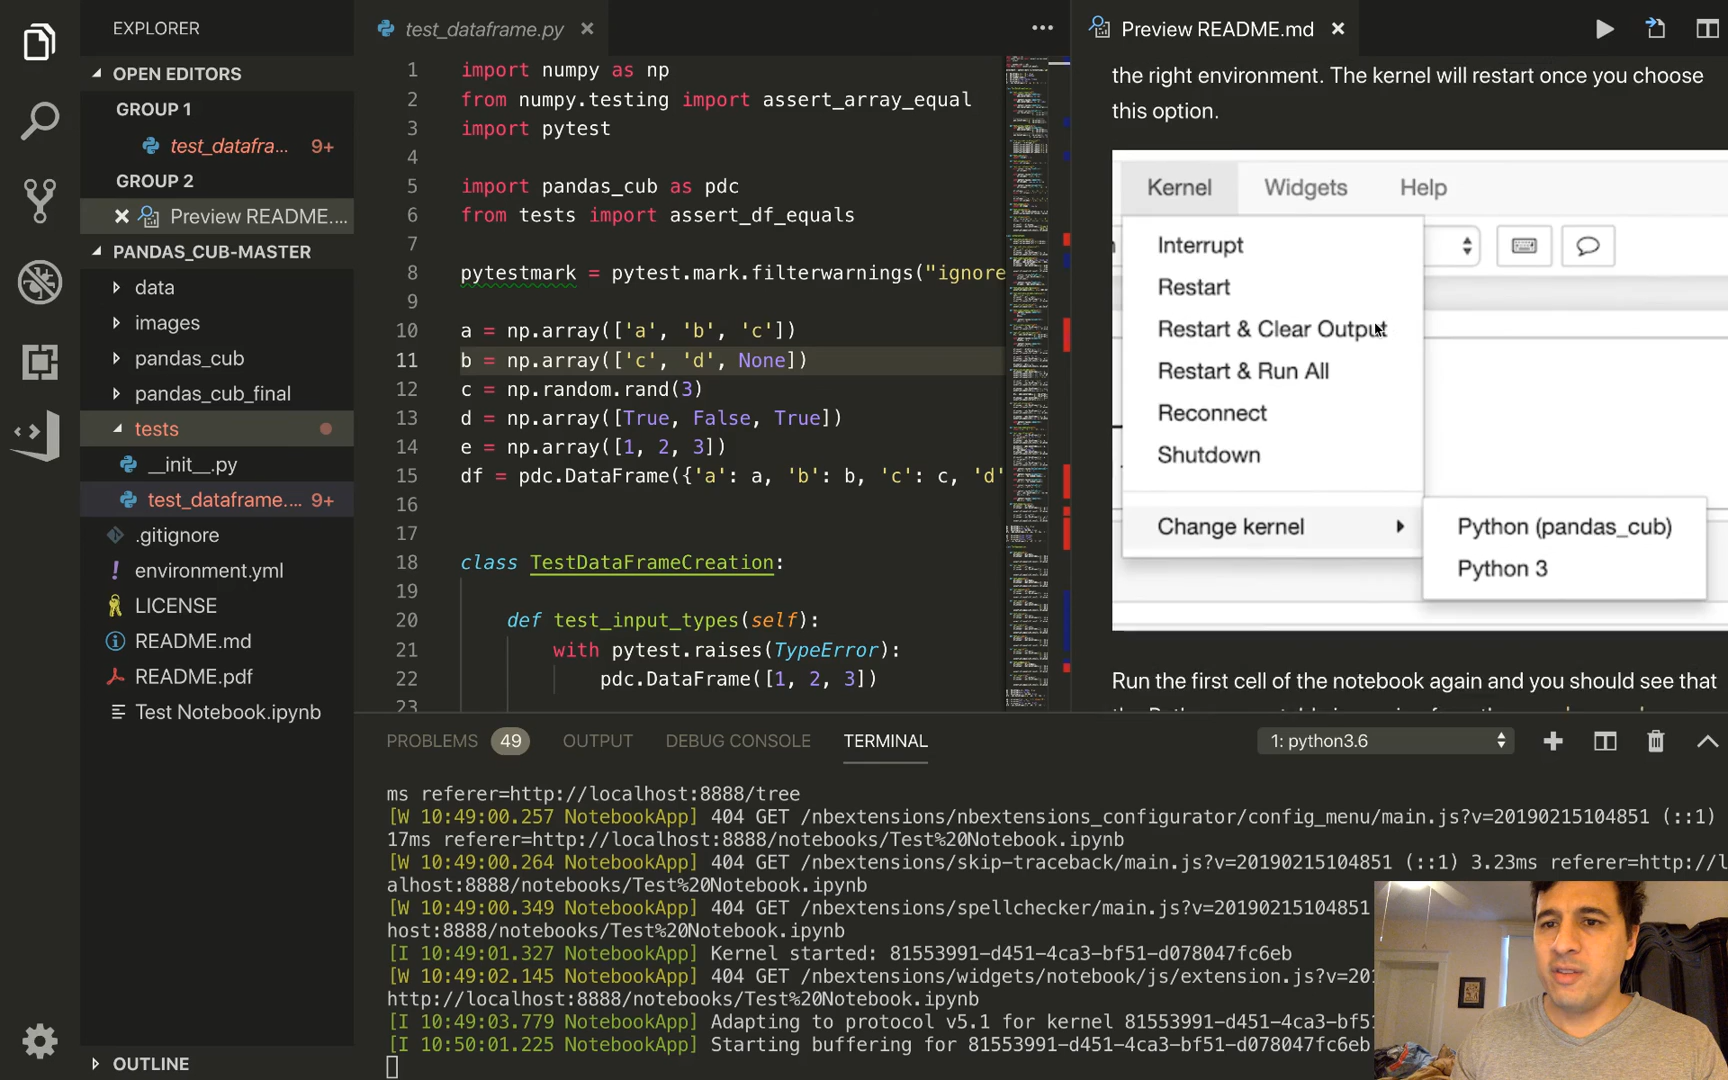 EXPLORER
OPEN EDITORS
GROUP 1
test_datafra... 9+
GROUP 2
Preview README....
PANDAS_CUB-MASTER
data
images
pandas_cub
pandas_cub_final
tests
__init__.py
test_dataframe.... 9+
.gitignore
environment.yml
LICENSE
README.md
README.pdf
Test Notebook.ipynb
OUTLINE
test_dataframe.py
1 import numpy as np
2 from numpy.testing import assert_array_equal
3 import pytest
4
5 import pandas_cub as pdc
6 from tests import assert_df_equals
7
8 pytestmark = pytest.mark.filterwarnings("ignore
9
10 a = np.array(['a', 'b', 'c'])
11 b = np.array(['c', 'd', None])
12 c = np.random.rand(3)
13 d = np.array([True, False, True])
14 e = np.array([1, 2, 3])
15 df = pdc.DataFrame({'a': a, 'b': b, 'c': c, 'd'
16
17
18 class TestDataFrameCreation:
19
20 def test_input_types(self):
21 with pytest.raises(TypeError):
22 pdc.DataFrame([1, 2, 3])
23
Preview README.md
the right environment. The kernel will restart once you choose
this option.
Kernel Widgets Help
Interrupt
Restart
Restart & Clear Output
Restart & Run All
Reconnect
Shutdown
Change kernel
Python (pandas_cub)
Python 3
Run the first cell of the notebook again and you should see that
PROBLEMS 49 OUTPUT DEBUG CONSOLE TERMINAL 1: python3.6
ms referer=http://localhost:8888/tree
[W 10:49:00.257 NotebookApp] 404 GET /nbextensions/nbextensions_configurator/config_menu/main.js?v=20190215104851 (::1)
17ms referer=http://localhost:8888/notebooks/Test%20Notebook.ipynb
[W 10:49:00.264 NotebookApp] 404 GET /nbextensions/skip-traceback/main.js?v=20190215104851 (::1) 3.23ms referer=http://l
alhost:8888/notebooks/Test%20Notebook.ipynb
[W 10:49:00.349 NotebookApp] 404 GET /nbextensions/spellchecker/main.js?v=20190215104851
host:8888/notebooks/Test%20Notebook.ipynb
[I 10:49:01.327 NotebookApp] Kernel started: 81553991-d451-4ca3-bf51-d078047fc6eb
[W 10:49:02.145 NotebookApp] 404 GET /nbextensions/widgets/notebook/js/extension.js?v=201
http://localhost:8888/notebooks/Test%20Notebook.ipynb
[I 10:49:03.779 NotebookApp] Adapting to protocol v5.1 for kernel 81553991-d451-4ca3-bf51
[I 10:50:01.225 NotebookApp] Starting buffering for 81553991-d451-4ca3-bf51-d078047fc6eb